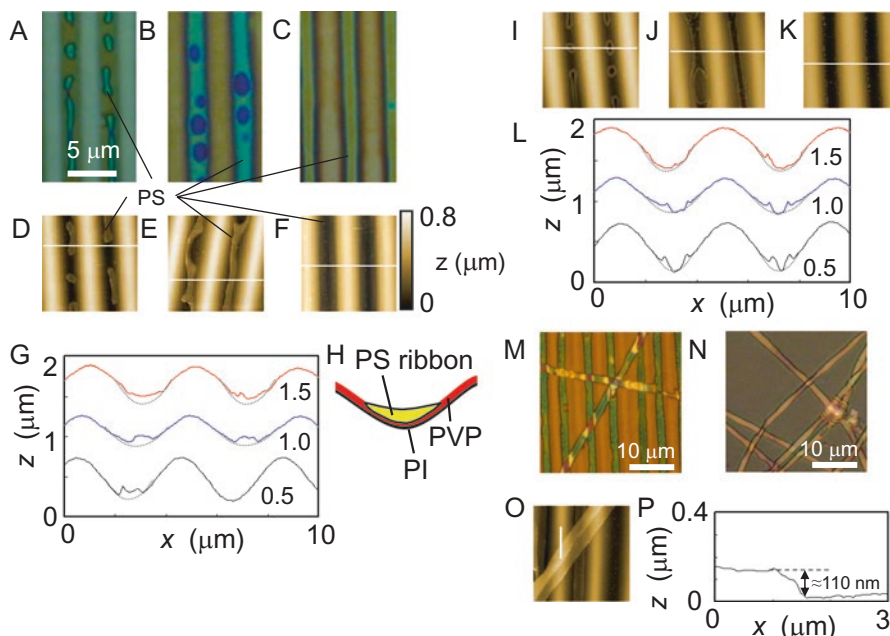 A B C
5 μm
PS
D E F
0.8
z (μm)
0
G
2
1.5
1
1.0
z (μm)
0.5
0
0 10
x (μm)
H
PS ribbon
PVP
PI
I J K
L
2
1.5
1.0
z (μm)
0.5
0
0 10
x (μm)
M N
10 μm 10 μm
O P
0.4
z (μm)
≈110 nm
0
0 3
x (μm)